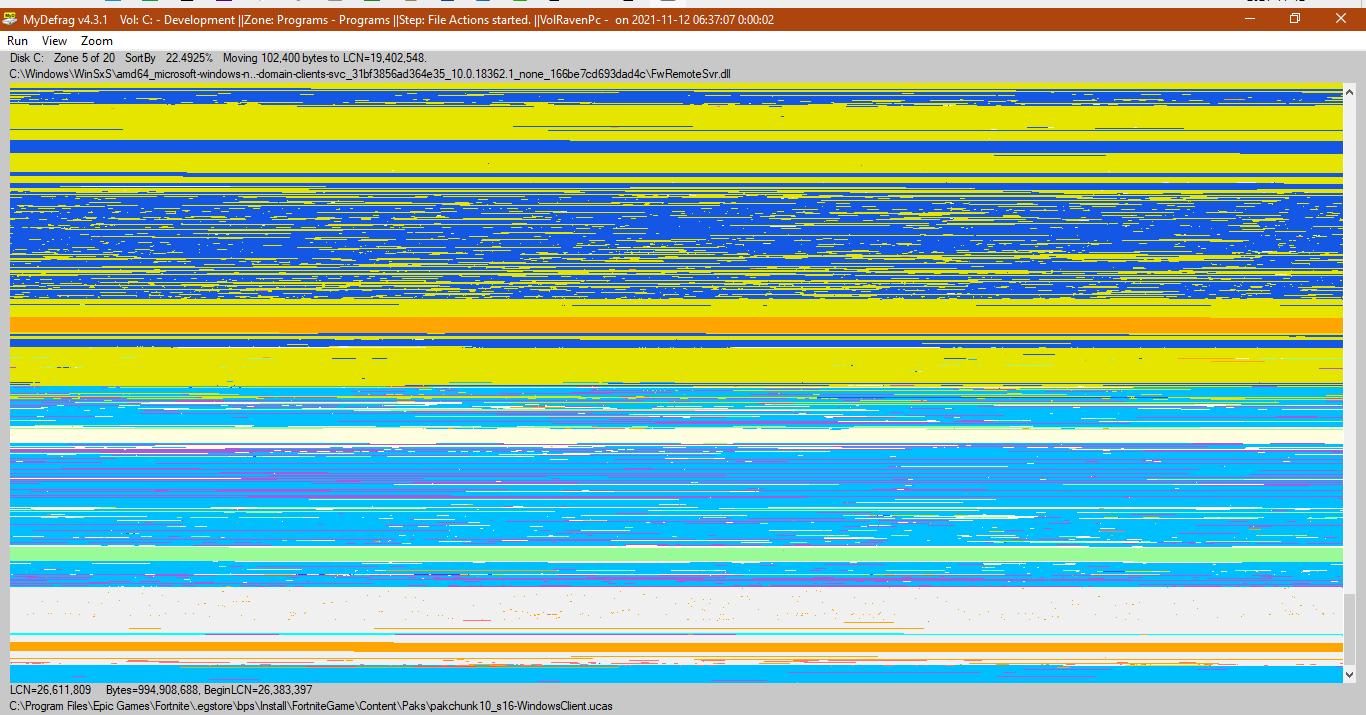 MyDefrag v4.3.1 Vol: C: - Development ||Zone: Programs - Programs ||Step: File Actions started. ||VolRavenPc - on 2021-11-12 06:37:07 0:00:02
Run View Zoom
Disk C: Zone 5 of 20 SortBy 22.4925% Moving 102,400 bytes to LCN=19,402,548.
C:\Windows\WinSxS\amd64_microsoft-windows-n..-domain-clients-svc_31bf3856ad364e35_10.0.18362.1_none_166be7cd693dad4c\FwRemoteSvr.dll
LCN=26,611,809 Bytes=994,908,688, BeginLCN=26,383,397
C:\Program Files\Epic Games\Fortnite\.egstore\bps\Install\FortniteGame\Content\Paks\pakchunk10_s16-WindowsClient.ucas